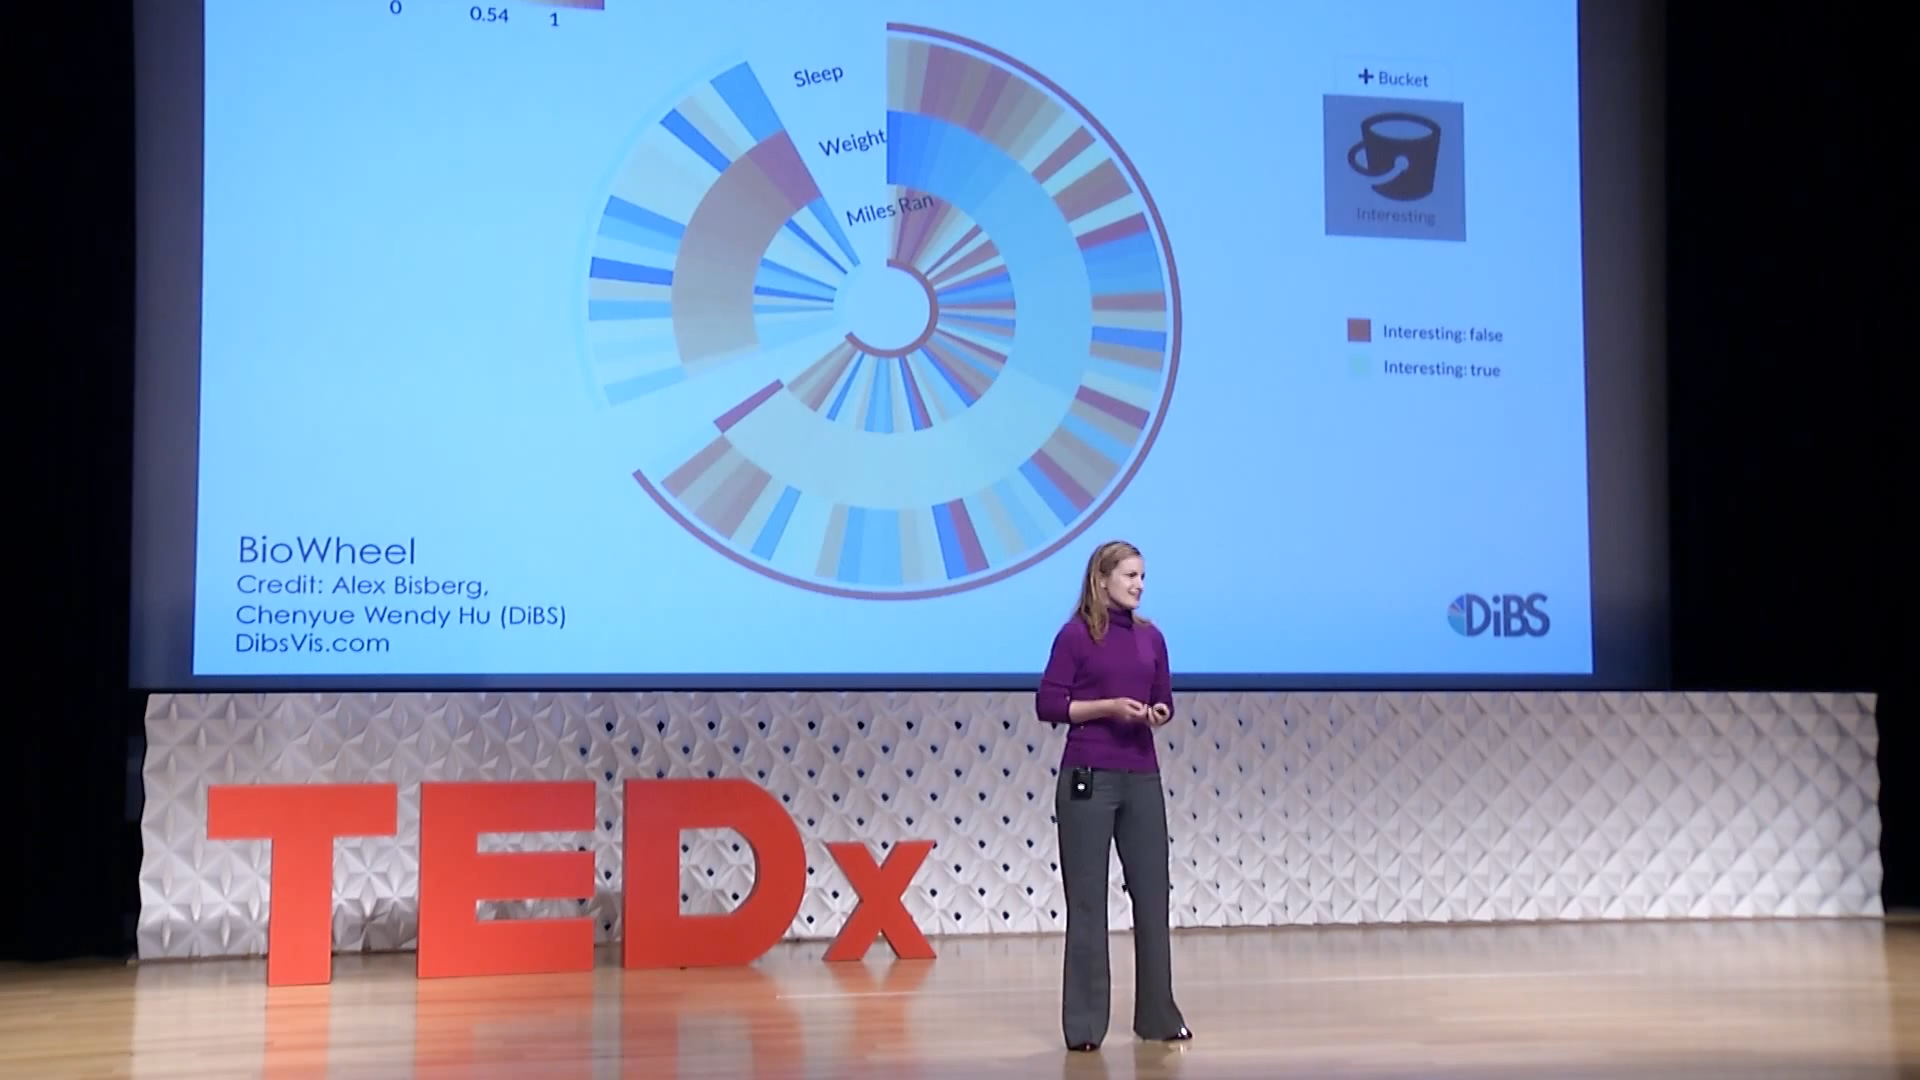 0 0.54 1
Sleep
Weight
Miles Ran
+ Bucket
Interesting
Interesting: false
Interesting: true
BioWheel
Credit: Alex Bisberg,
Chenyue Wendy Hu (DiBS)
DibsVis.com
DiBS
TEDx